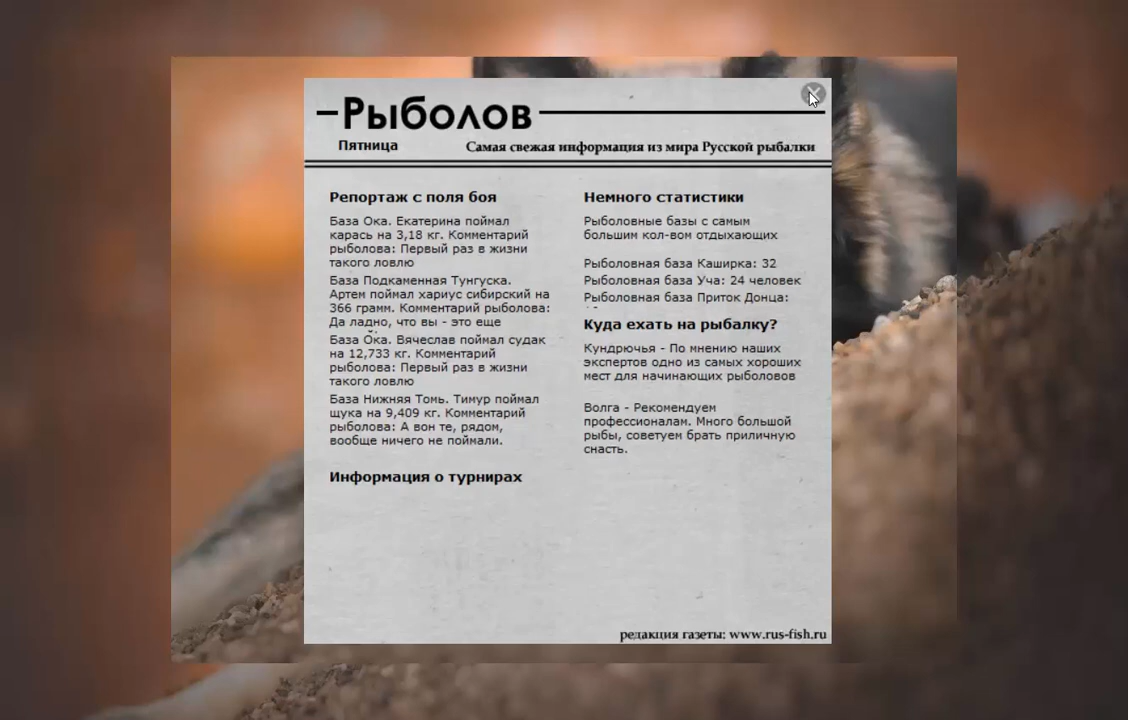 Рыболов
Пятница
Самая свежая информация из мира Русской рыбалки
Репортаж с поля боя
База Ока. Екатерина поймал
карась на 3,18 кг. Комментарий
рыболова: Первый раз в жизни
такого ловлю
База Подкаменная Тунгуска.
Артем поймал хариус сибирский на
366 грамм. Комментарий рыболова:
Да ладно, что вы - это еще
База Ока. Вячеслав поймал судак
на 12,733 кг. Комментарий
рыболова: Первый раз в жизни
такого ловлю
База Нижняя Томь. Тимур поймал
щука на 9,409 кг. Комментарий
рыболова: А вон те, рядом,
вообще ничего не поймали.
Информация о турнирах
Немного статистики
Рыболовные базы с самым
большим кол-вом отдыхающих
Рыболовная база Каширка: 32
Рыболовная база Уча: 24 человек
Рыболовная база Приток Донца:
Куда ехать на рыбалку?
Кундрючья - По мнению наших
экспертов одно из самых хороших
мест для начинающих рыболовов
Волга - Рекомендуем
профессионалам. Много большой
рыбы, советуем брать приличную
снасть.
редакция газеты: www.rus-fish.ru